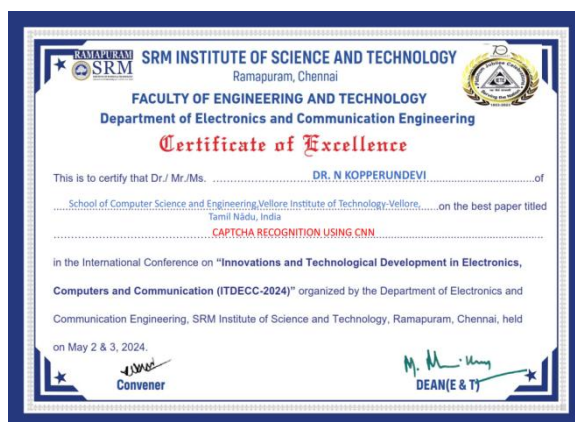 RAMAPURAM
SRM
SRM INSTITUTE OF SCIENCE AND TECHNOLOGY
Ramapuram, Chennai
FACULTY OF ENGINEERING AND TECHNOLOGY
Department of Electronics and Communication Engineering
Certificate of Excellence
This is to certify that Dr./ Mr./Ms. DR. N KOPPERUNDEVI of
School of Computer Science and Engineering,Vellore Institute of Technology-Vellore, on the best paper titled
Tamil Nādu, India
CAPTCHA RECOGNITION USING CNN
in the International Conference on "Innovations and Technological Development in Electronics,
Computers and Communication (ITDECC-2024)" organized by the Department of Electronics and
Communication Engineering, SRM Institute of Science and Technology, Ramapuram, Chennai, held
on May 2 & 3, 2024.
Convener
DEAN(E & T)